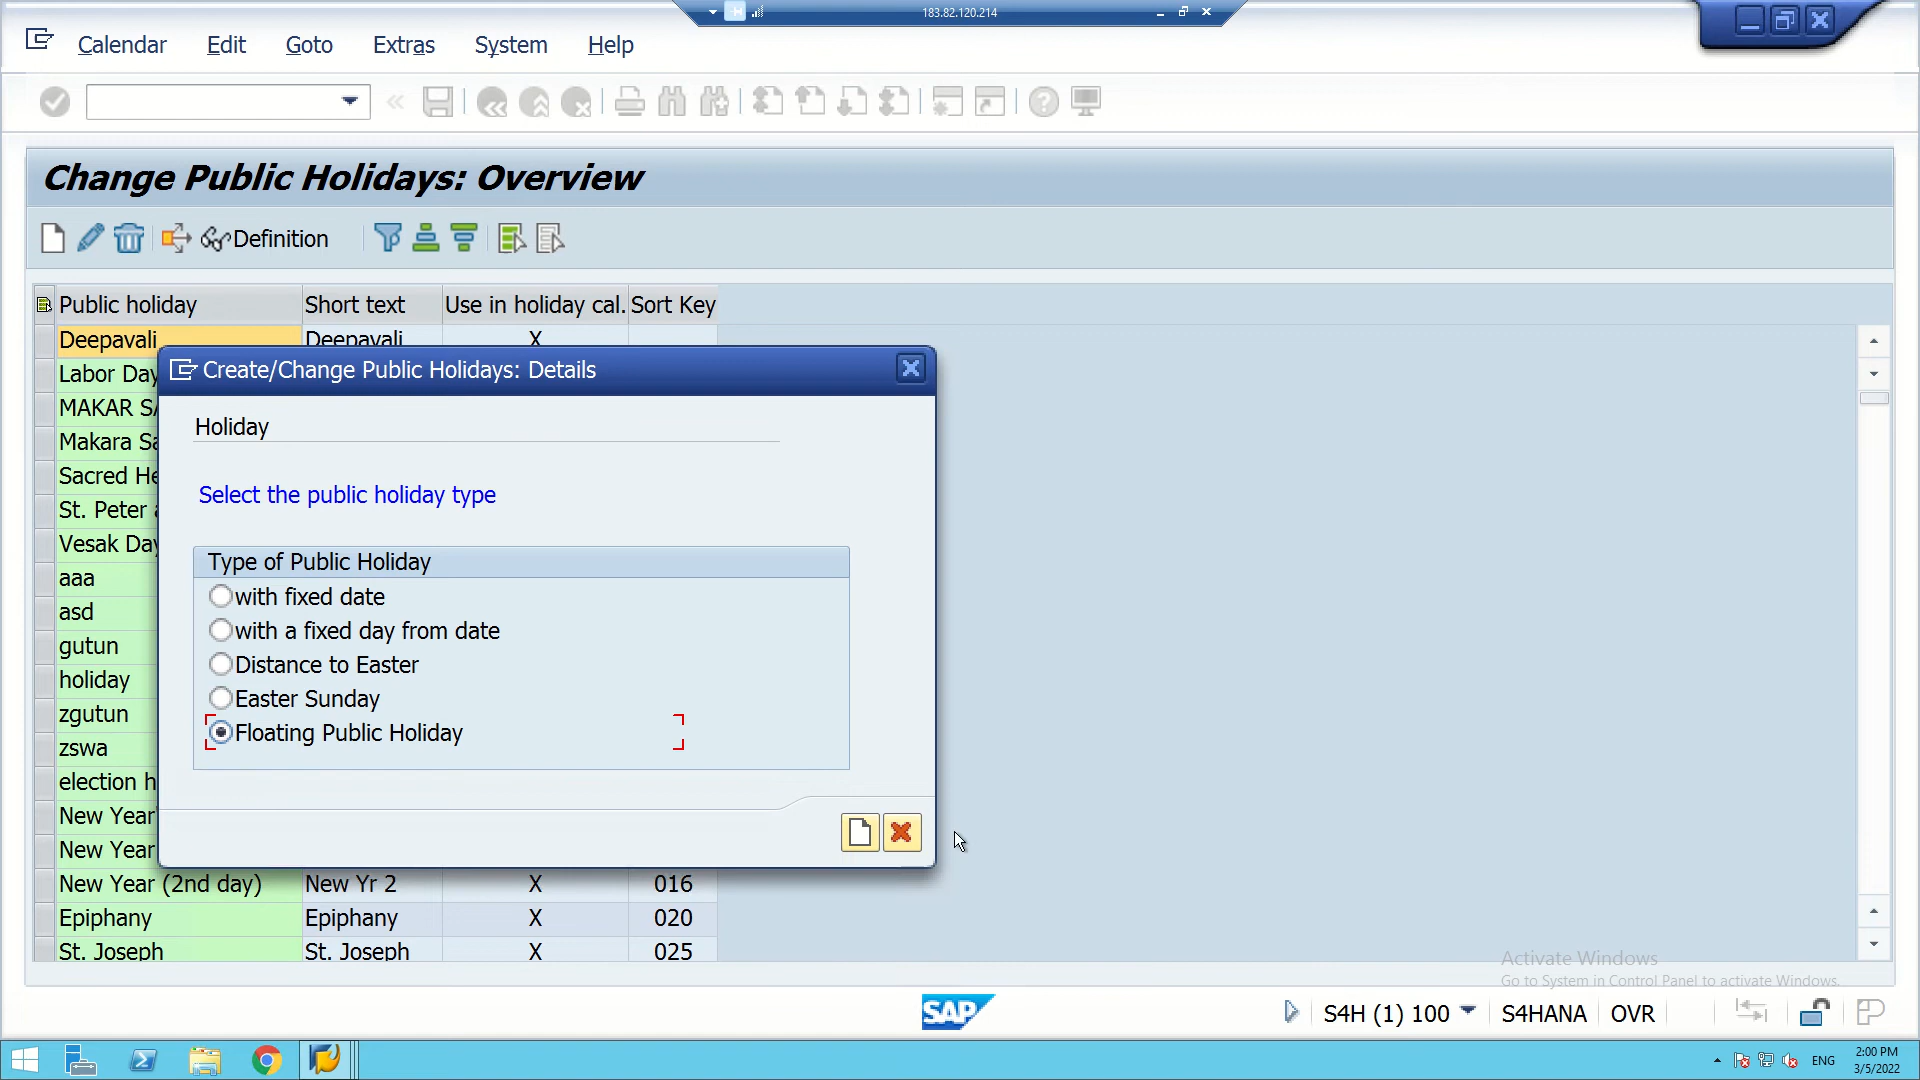 183.82.120.214
Calendar Edit Goto Extras System Help
Change Public Holidays: Overview
Definition
Public holiday Short text Use in holiday cal. Sort Key
Deepavali Deepavali X
Labor Day
MAKAR
Makara
Sacred
St. Peter
Vesak Day
aaa
asd
gutun
holiday
zgutun
zswa
election
New Year
New Year
New Year (2nd day) New Yr 2 X 016
Epiphany Epiphany X 020
St. Joseph St. Joseph X 025
Create/Change Public Holidays: Details
Holiday
Select the public holiday type
Type of Public Holiday
with fixed date
with a fixed day from date
Distance to Easter
Easter Sunday
Floating Public Holiday
Activate Windows
Go to System in Control Panel to activate Windows.
SAP
S4H (1) 100 S4HANA OVR
ENG
2:00 PM
3/5/2022